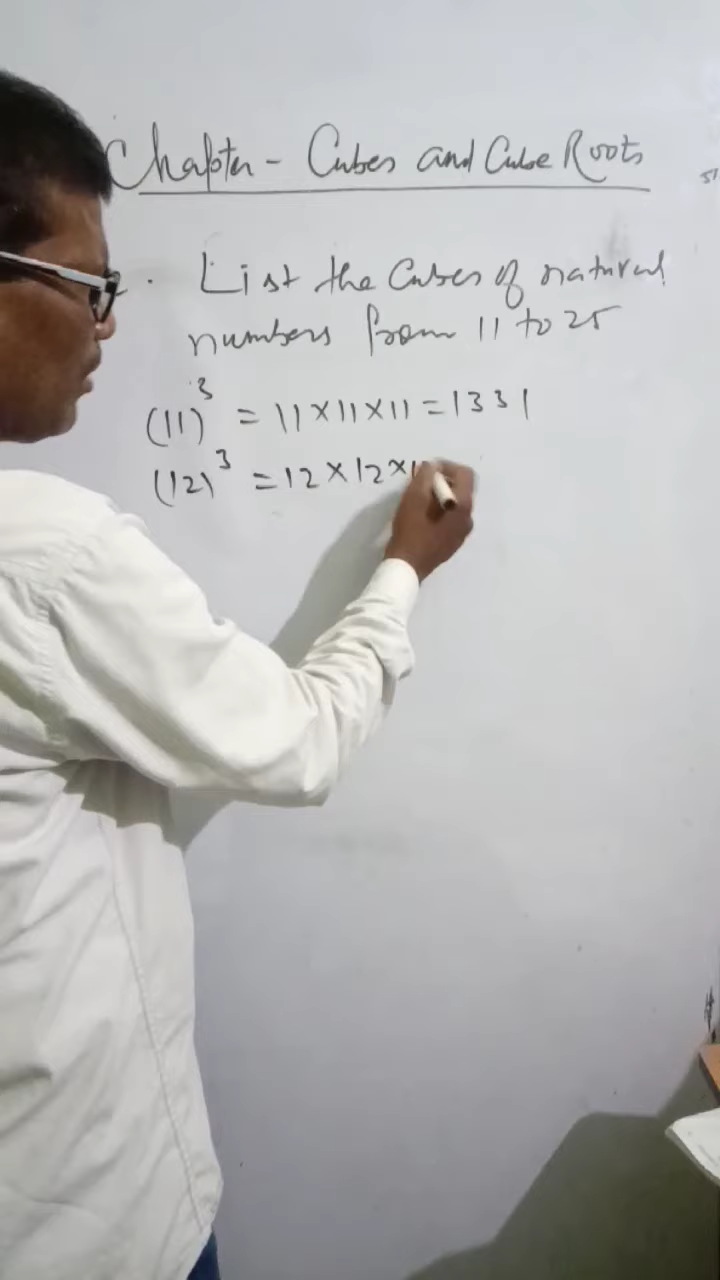 Chapter - Cubes and Cube Roots
. List the Cubes of natural
numbers from 11 to 25
(11)³ = 11×11×11 = 1331
(12)³ = 12×12×1